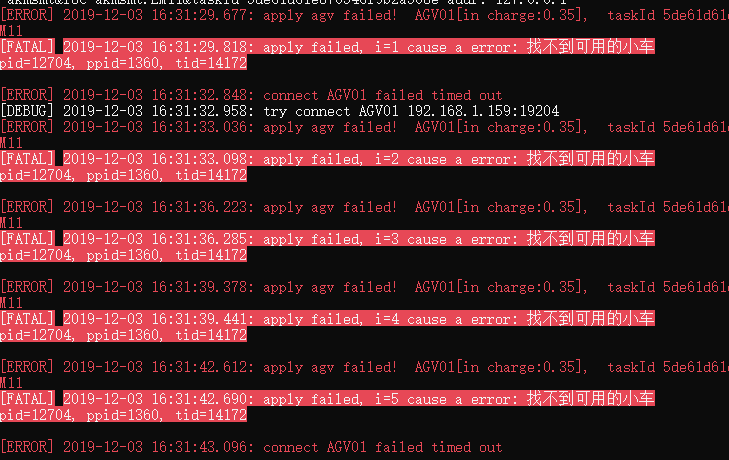 [ERROR] 2019-12-03 16:31:29.677: apply agv failed!  AGV01[in charge:0.35],  taskId 5de61d61e
M11
[FATAL] 2019-12-03 16:31:29.818: apply failed, i=1 cause a error: 找不到可用的小车
pid=12704, ppid=1360, tid=14172
[ERROR] 2019-12-03 16:31:32.848: connect AGV01 failed timed out
[DEBUG] 2019-12-03 16:31:32.958: try connect AGV01 192.168.1.159:19204
[ERROR] 2019-12-03 16:31:33.036: apply agv failed!  AGV01[in charge:0.35],  taskId 5de61d61e
M11
[FATAL] 2019-12-03 16:31:33.098: apply failed, i=2 cause a error: 找不到可用的小车
pid=12704, ppid=1360, tid=14172
[ERROR] 2019-12-03 16:31:36.223: apply agv failed!  AGV01[in charge:0.35],  taskId 5de61d61e
M11
[FATAL] 2019-12-03 16:31:36.285: apply failed, i=3 cause a error: 找不到可用的小车
pid=12704, ppid=1360, tid=14172
[ERROR] 2019-12-03 16:31:39.378: apply agv failed!  AGV01[in charge:0.35],  taskId 5de61d61e
M11
[FATAL] 2019-12-03 16:31:39.441: apply failed, i=4 cause a error: 找不到可用的小车
pid=12704, ppid=1360, tid=14172
[ERROR] 2019-12-03 16:31:42.612: apply agv failed!  AGV01[in charge:0.35],  taskId 5de61d61e
M11
[FATAL] 2019-12-03 16:31:42.690: apply failed, i=5 cause a error: 找不到可用的小车
pid=12704, ppid=1360, tid=14172
[ERROR] 2019-12-03 16:31:43.096: connect AGV01 failed timed out